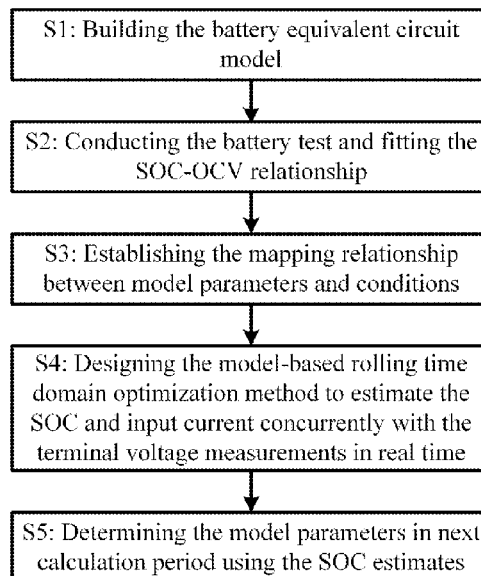 S1: Building the battery equivalent circuit
model
S2: Conducting the battery test and fitting the
SOC-OCV relationship
S3: Establishing the mapping relationship
between model parameters and conditions
S4: Designing the model-based rolling time
domain optimization method to estimate the
SOC and input current concurrently with the
terminal voltage measurements in real time
S5: Determining the model parameters in next
calculation period using the SOC estimates